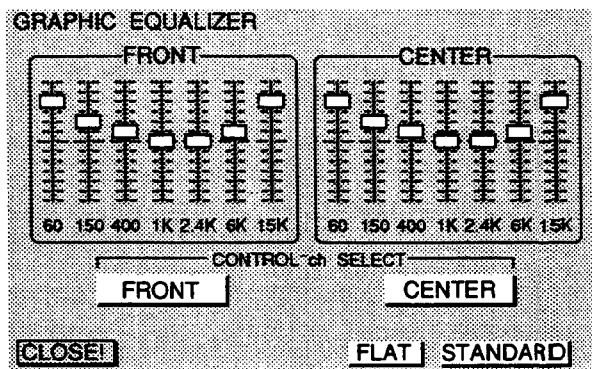 GRAPHIC EQUALIZER
FRONT
60 150 400 1K 2.4K 6K 15K
CENTER
60 150 400 1K 2.4K 6K 15K
CONTROL ch SELECT
FRONT CENTER
CLOSE! FLAT STANDARD